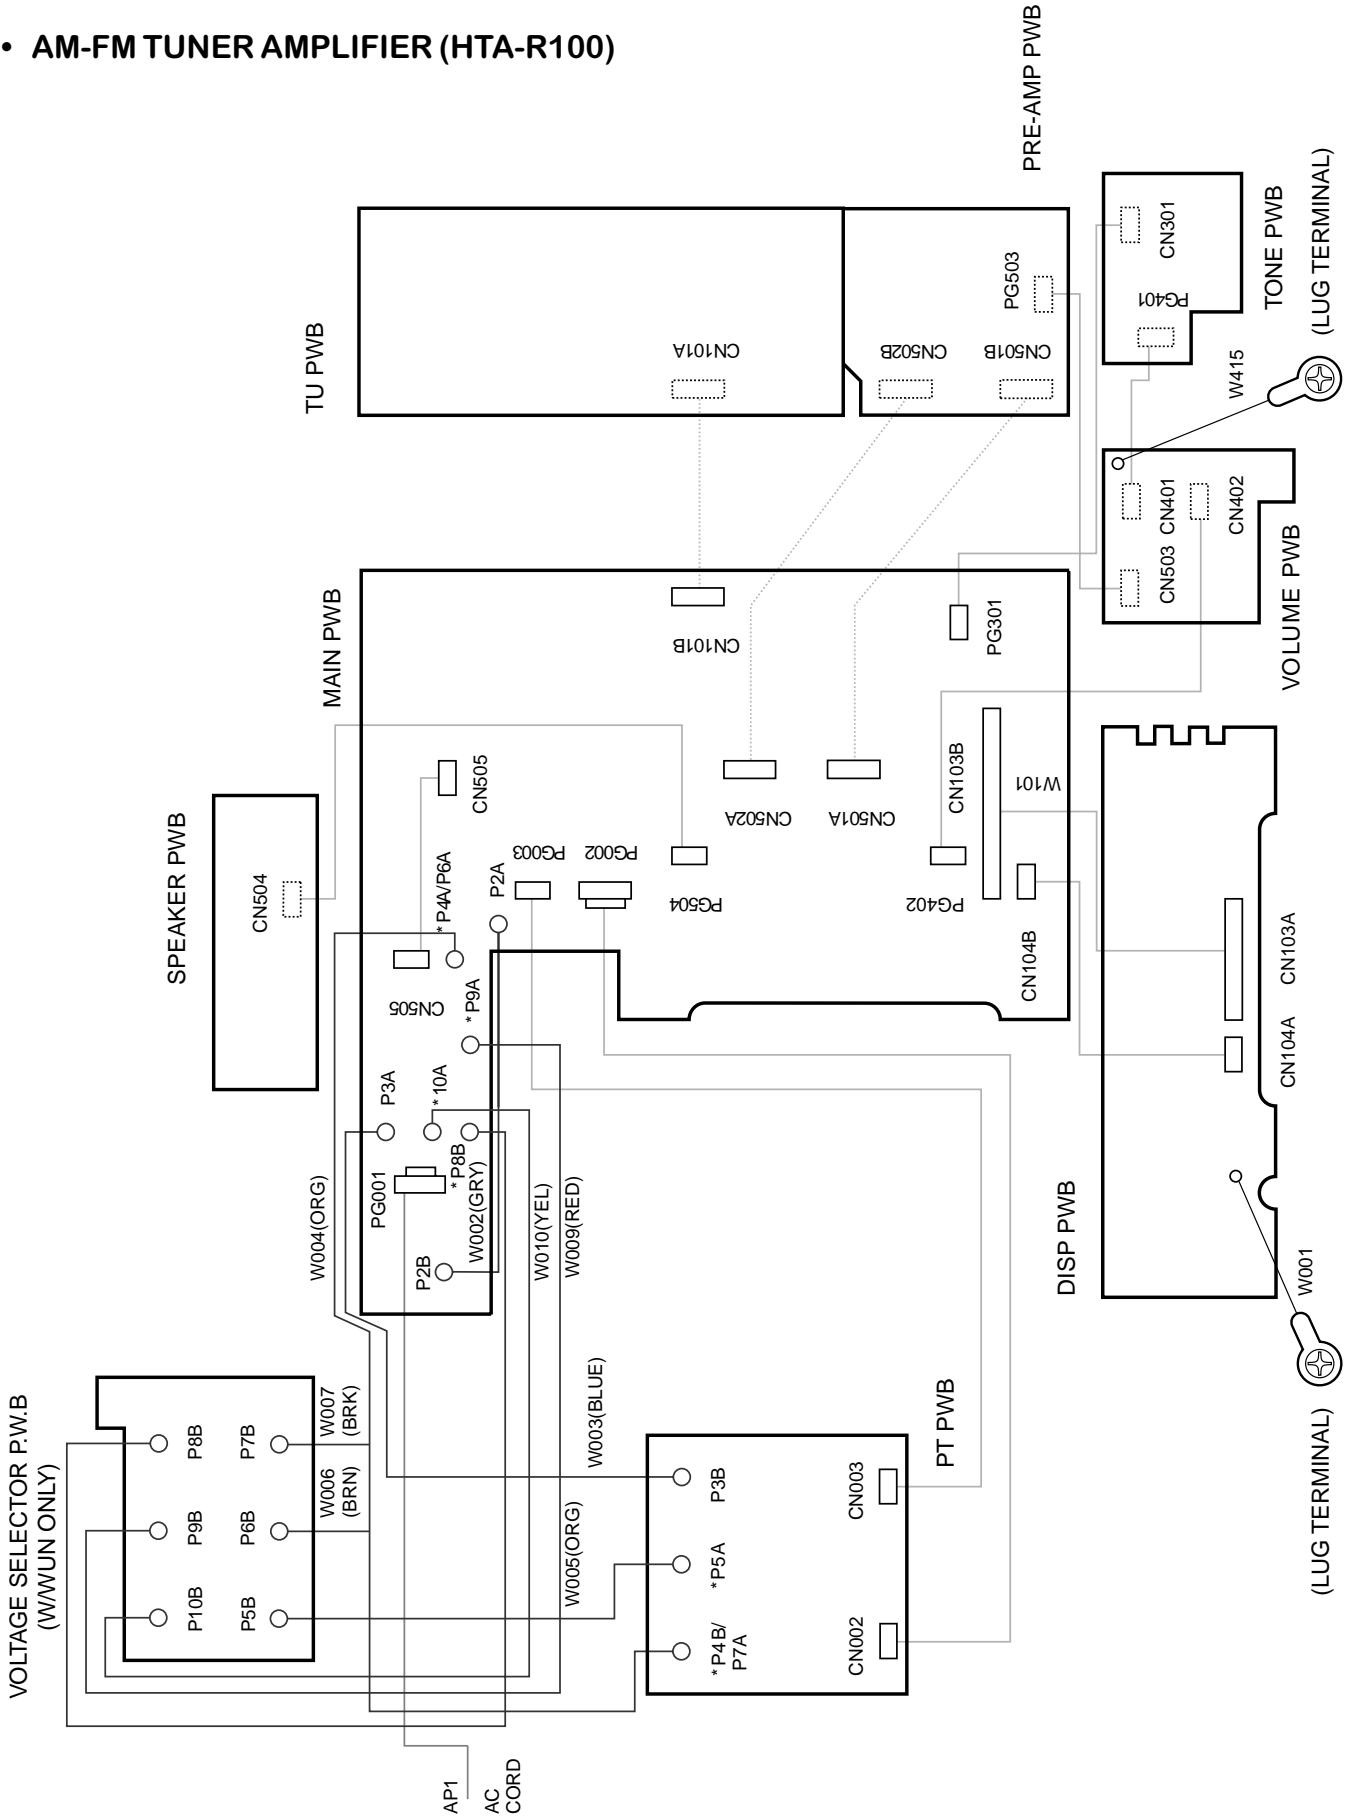 • AM-FM TUNER AMPLIFIER (HTA-R100)
PRE-AMP PWB
TU PWB
CN101A
CN502B
CN501B
PG503
CN301
PG401
TONE PWB
(LUG TERMINAL)
W415
MAIN PWB
CN101B
PG301
CN503
CN401
CN402
VOLUME PWB
SPEAKER PWB
CN504
CN505
*P4A/P6A
P2A
PG003
PG002
PG504
CN502A
CN501A
CN103B
W101
PG402
CN104B
CN505
*P9A
P3A
*10A
*P8B
PG001
P2B
W004(ORG)
W002(GRY)
W010(YEL)
W009(RED)
CN103A
CN104A
DISP PWB
W001
(LUG TERMINAL)
VOLTAGE SELECTOR P.W.B
(W/WUN ONLY)
P8B
P7B
P9B
P6B
P10B
P5B
W007
(BRK)
W006
(BRN)
W003(BLUE)
W005(ORG)
PT PWB
P3B
*P5A
*P4B/
P7A
CN003
CN002
AP1
AC
CORD